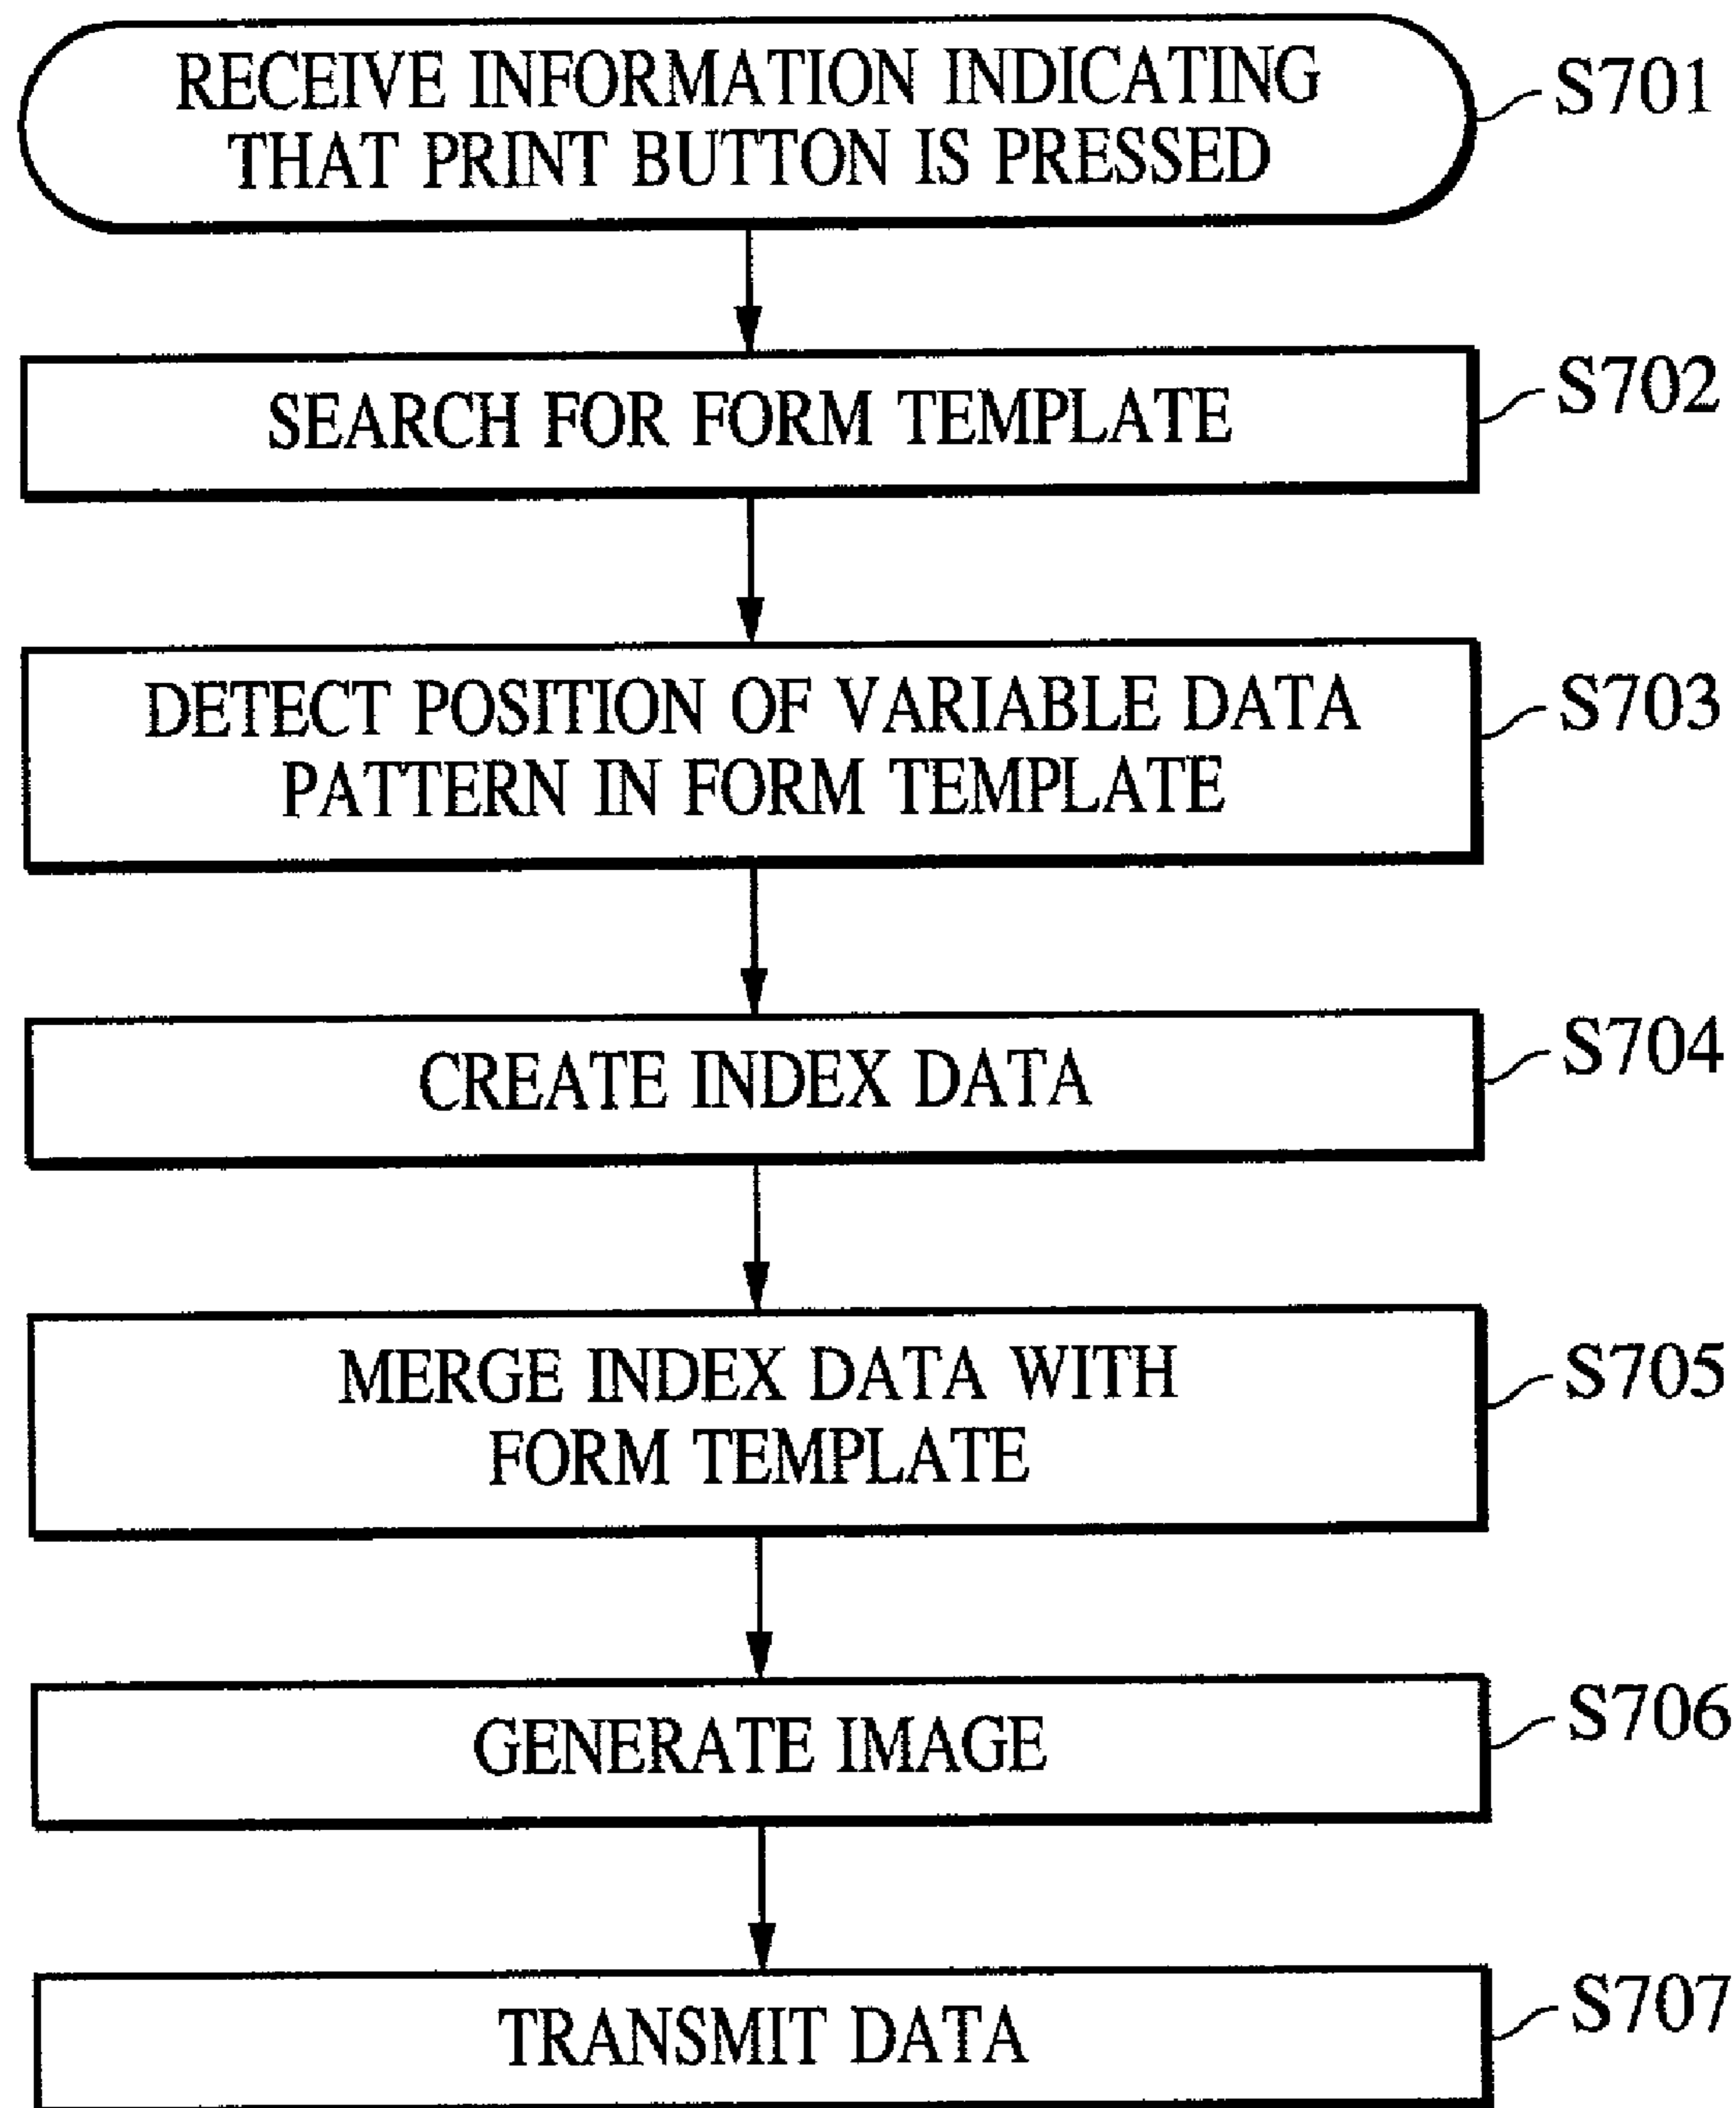 RECEIVE INFORMATION INDICATING
THAT PRINT BUTTON IS PRESSED
S701
SEARCH FOR FORM TEMPLATE
S702
DETECT POSITION OF VARIABLE DATA
PATTERN IN FORM TEMPLATE
S703
CREATE INDEX DATA
S704
MERGE INDEX DATA WITH
FORM TEMPLATE
S705
GENERATE IMAGE
S706
TRANSMIT DATA
S707